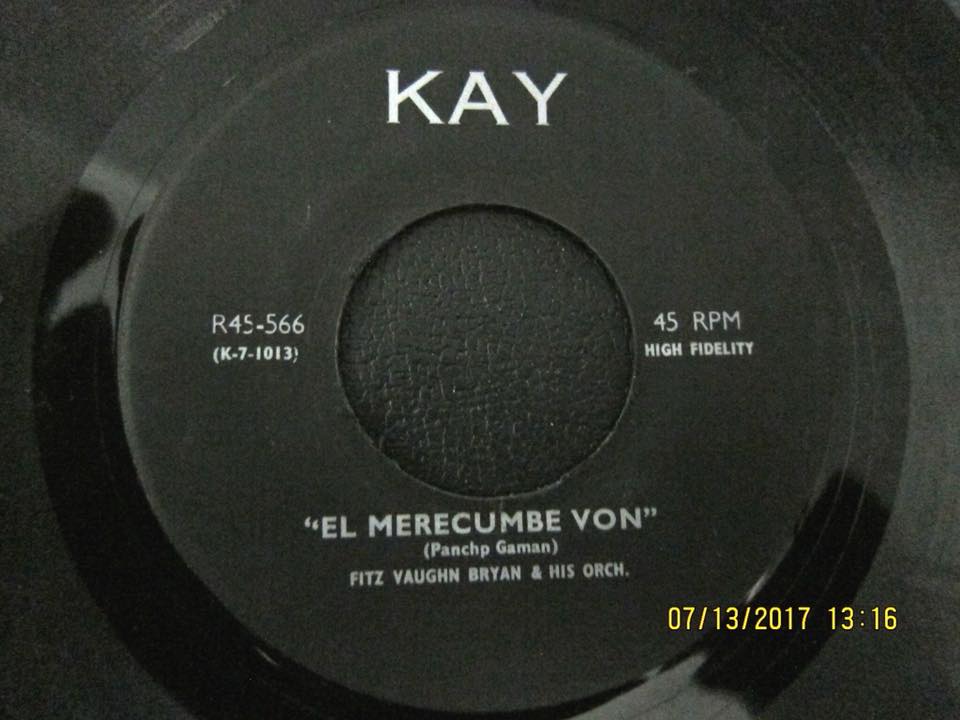 KAY
R45-566
(K-7-1013)
45 RPM
HIGH FIDELITY
"EL MERECUMBE VON"
(Panchp Gaman)
FITZ VAUGHN BRYAN & HIS ORCH.
07/13/2017 13:16